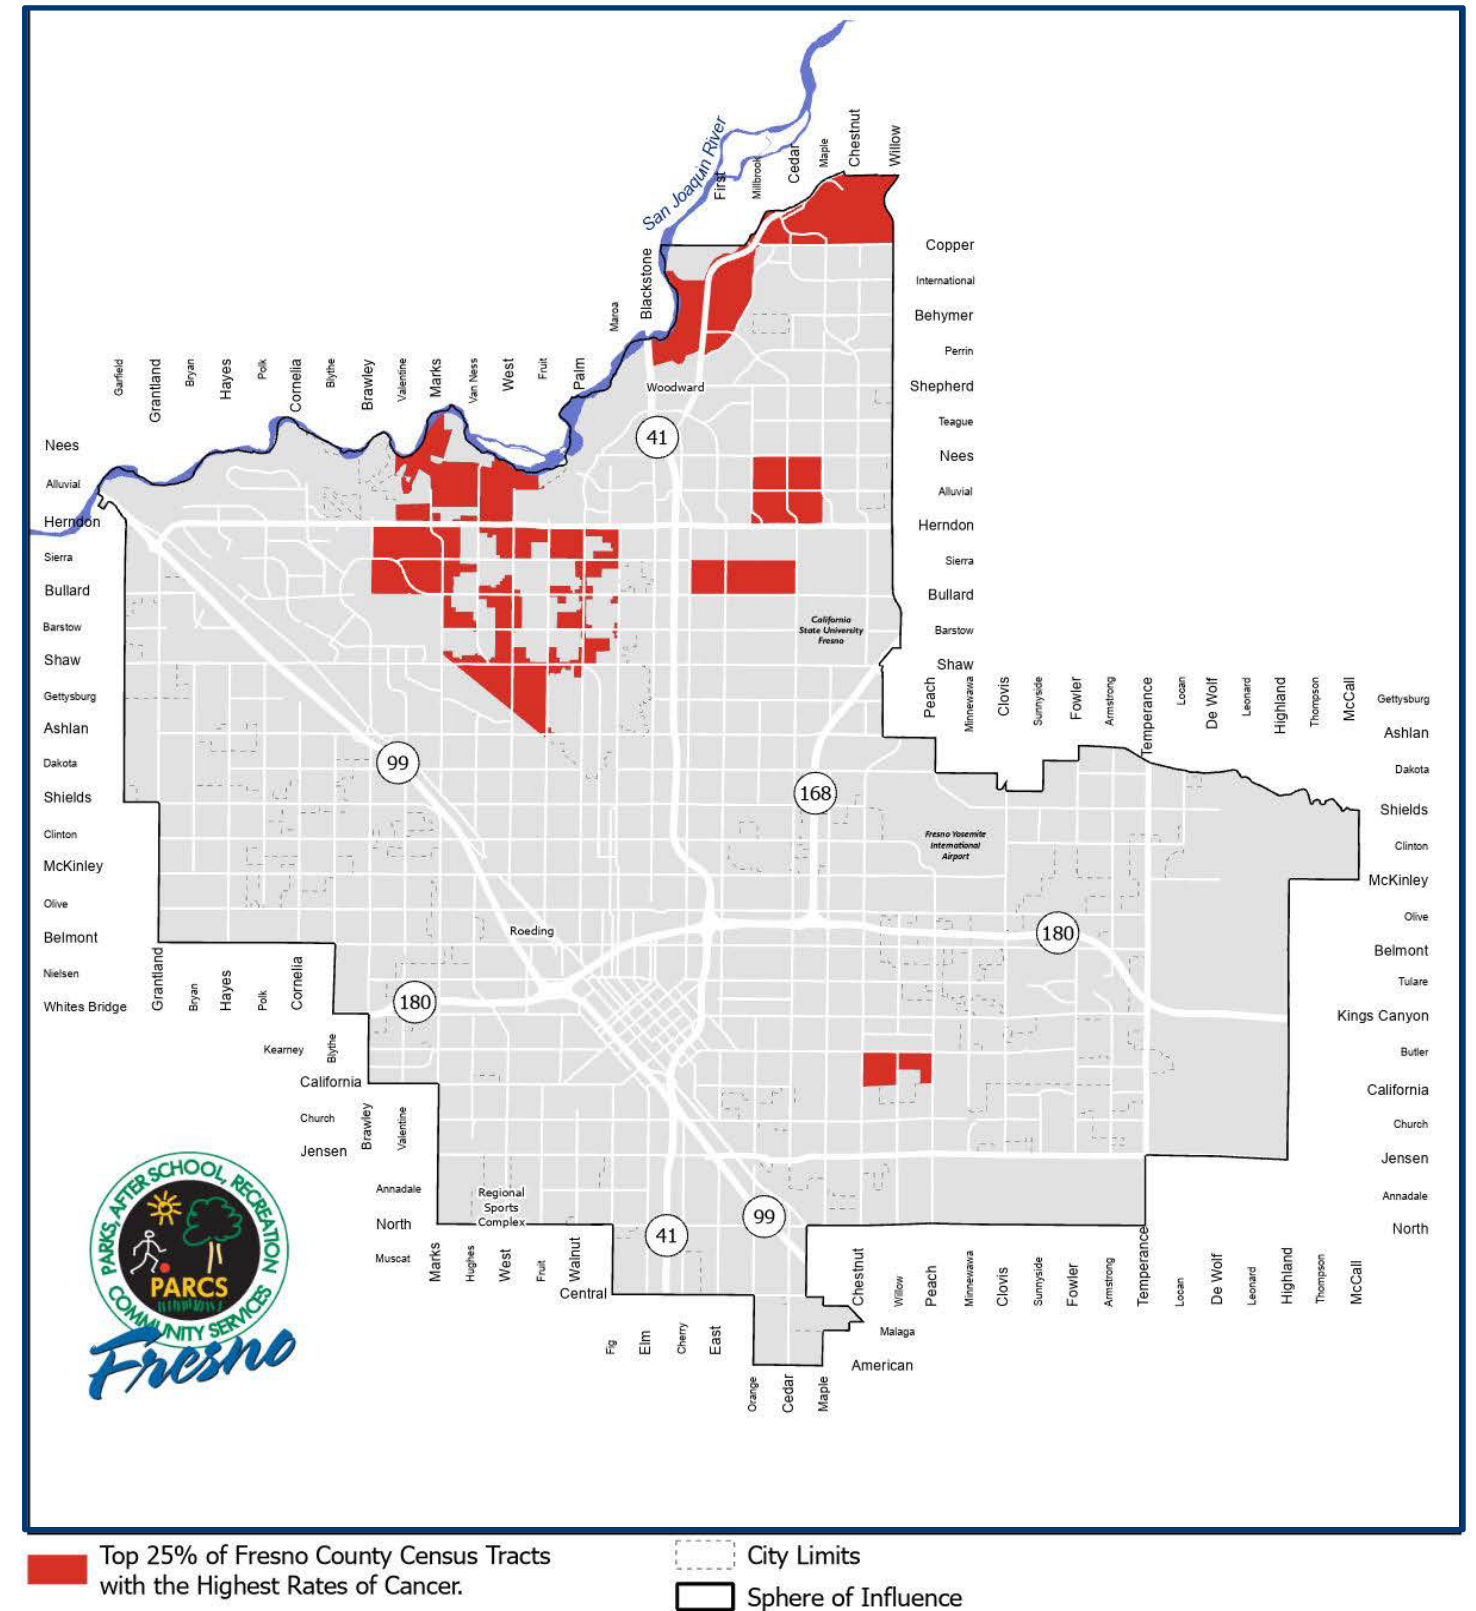 San Joaquin River
First
Millbrook
Cedar
Maple
Chestnut
Willow
Maroa
Blackstone
Copper
International
Behymer
Perrin
Shepherd
Teague
Nees
Alluvial
Herndon
Sierra
Bullard
Barstow
Shaw
Garfield
Grantland
Bryan
Hayes
Polk
Cornelia
Blythe
Brawley
Valentine
Marks
Van Ness
West
Fruit
Palm
Woodward
41
Nees
Alluvial
Herndon
Sierra
Bullard
Barstow
Shaw
Gettysburg
Ashlan
Dakota
Shields
Clinton
McKinley
Olive
Belmont
Nielsen
Whites Bridge
California
State University
Fresno
Peach
Minnewawa
Clovis
Sunnyside
Fowler
Armstrong
Temperance
Locan
De Wolf
Leonard
Highland
Thompson
McCall
Gettysburg
Ashlan
Dakota
Shields
Clinton
McKinley
Olive
Belmont
Tulare
Kings Canyon
Butler
California
Church
Jensen
Annadale
North
99
168
Fresno Yosemite
International
Airport
Roeding
180
180
Grantland
Bryan
Hayes
Polk
Cornelia
Kearney
Blythe
California
Church
Brawley
Valentine
Jensen
Annadale
North
Muscat
Regional
Sports
Complex
41
99
Marks
Hughes
West
Fruit
Walnut
Central
Fig
Elm
Cherry
East
Orange
Cedar
Maple
Malaga
American
Chestnut
Willow
Peach
Minnewawa
Clovis
Sunnyside
Fowler
Armstrong
Temperance
Locan
De Wolf
Leonard
Highland
Thompson
McCall
PARKS, AFTER SCHOOL, RECREATION
PARCS
COMMUNITY SERVICES
Fresno
Top 25% of Fresno County Census Tracts
with the Highest Rates of Cancer.
City Limits
Sphere of Influence